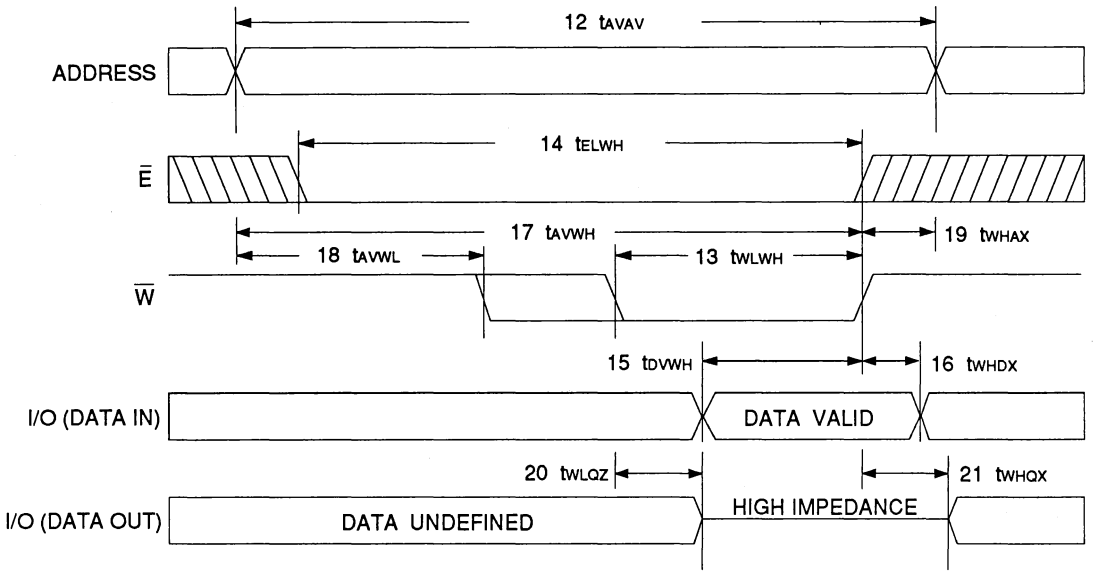 12 tAVAV
ADDRESS
14 tELWH
E̅
17 tAVWH
19 tWHAX
18 tAVWL
13 tWLWH
W̅
15 tDVWH
16 tWHDX
I/O (DATA IN)
DATA VALID
20 tWLQZ
21 tWHQX
I/O (DATA OUT)
DATA UNDEFINED
HIGH IMPEDANCE